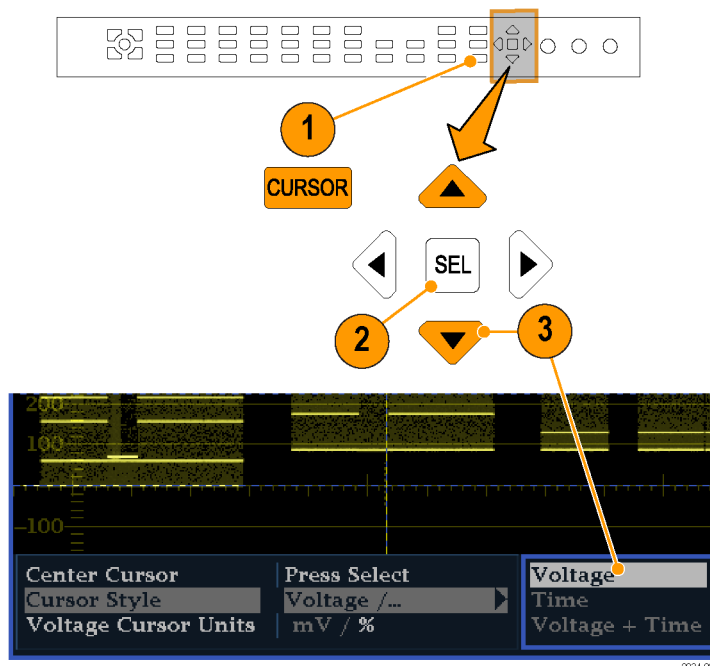 1
CURSOR
SEL
2
3
200
100
-100
Center Cursor
Press Select
Voltage
Cursor Style
Voltage /...
Time
Voltage Cursor Units
mV / %
Voltage + Time